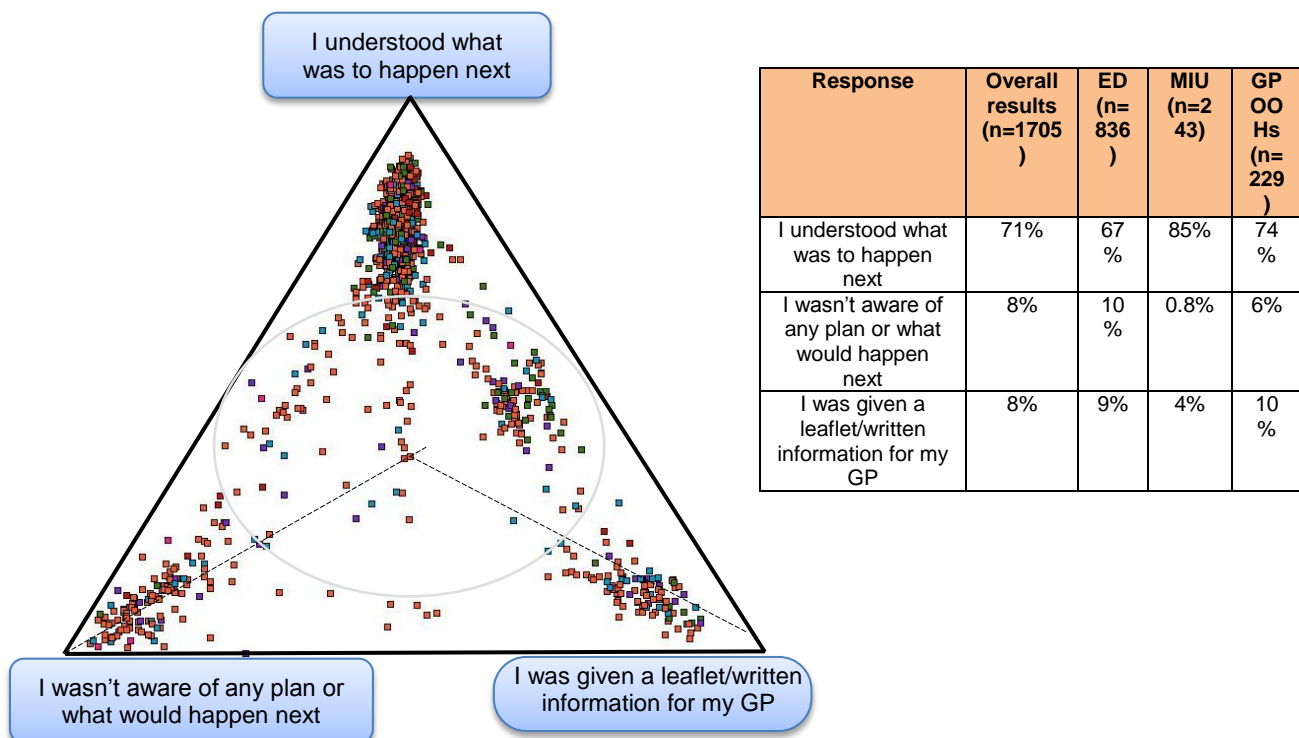 I understood what
was to happen next
I wasn't aware of any plan or
what would happen next
I was given a leaflet/written
information for my GP
Response
Overall
results
(n=1705
)
ED
(n=
836
)
MIU
(n=2
43)
GP
OO
Hs
(n=
229
)
I understood what
was to happen
next
71%
67
%
85%
74
%
I wasn't aware of
any plan or what
would happen
next
8%
10
%
0.8%
6%
I was given a
leaflet/written
information for my
GP
8%
9%
4%
10
%